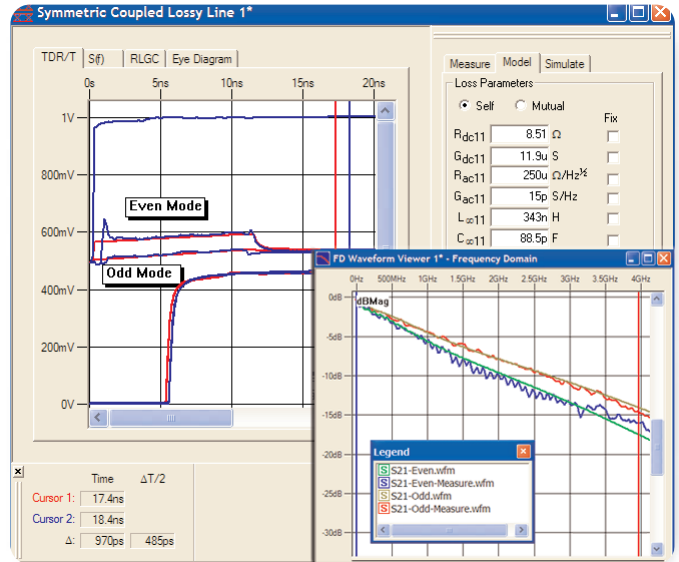 Symmetric Coupled Lossy Line 1*
TDR/T S(f) RLGC Eye Diagram
0s 5ns 10ns 15ns 20ns
1V
800mV
600mV
400mV
200mV
0V
Even Mode
Odd Mode
Measure Model Simulate
Loss Parameters
Self Mutual
Fix
Rdc11 8.51 Ω
Gdc11 11.9u S
Rac11 250u Ω/Hz½
Gac11 15p S/Hz
L∞11 343n H
C∞11 88.5p F
FD Waveform Viewer 1* - Frequency Domain
0Hz 500MHz 1GHz 1.5GHz 2GHz 2.5GHz 3GHz 3.5GHz 4GHz
0dB
dBMag
-5dB
-10dB
-15dB
-20dB
-25dB
-30dB
Legend
S S21-Even.wfm
S S21-Even-Measure.wfm
S S21-Odd.wfm
S S21-Odd-Measure.wfm
Time ΔT/2
Cursor 1: 17.4ns
Cursor 2: 18.4ns
Δ: 970ps 485ps